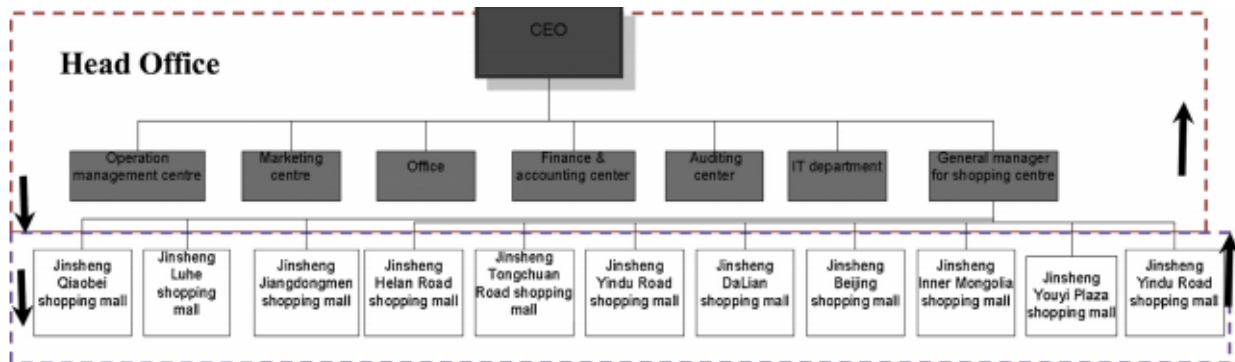 CEO
Head Office
Operation
management centre
Marketing
centre
Office
Finance &
accounting center
Auditing
center
IT department
General manager
for shopping centre
Jinsheng
Qiaobei
shopping mall
Jinsheng
Luhe
shopping
mall
Jinsheng
Jiangdongmen
shopping mall
Jinsheng
Helan Road
shopping mall
Jinsheng
Tongchuan
Road shopping
mall
Jinsheng
Yindu Road
shopping mall
Jinsheng
DaLian
shopping mall
Jinsheng
Beijing
shopping mall
Jinsheng
Inner Mongolia
shopping mall
Jinsheng
Youyi Plaza
shopping mall
Jinsheng
Yindu Road
shopping mall